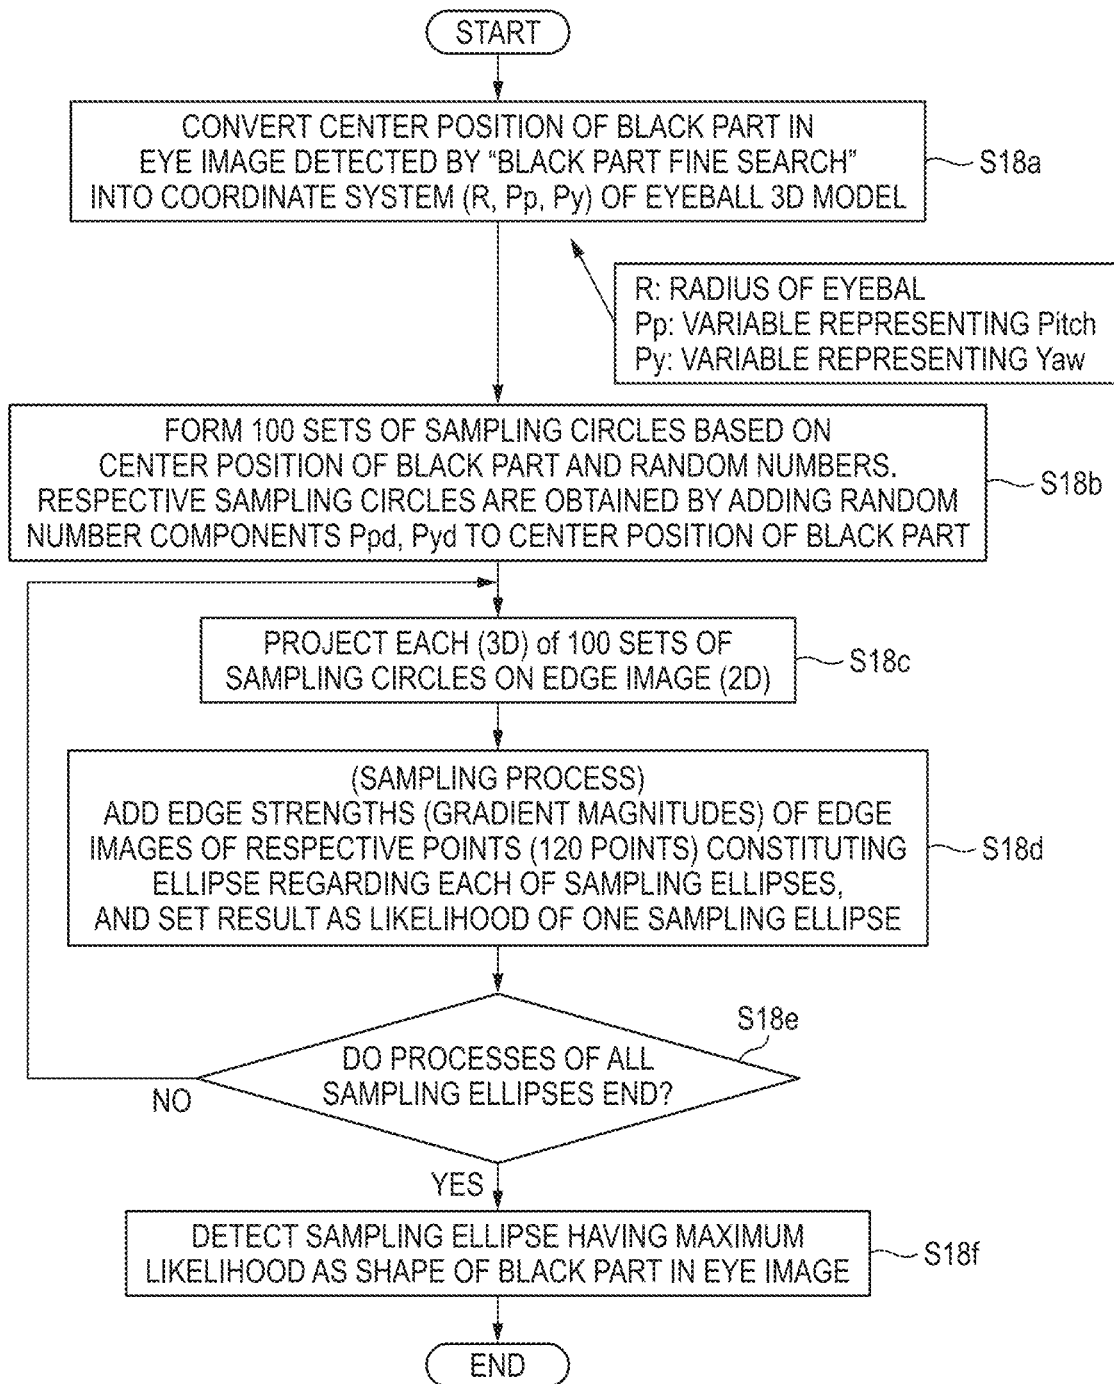 START
CONVERT CENTER POSITION OF BLACK PART IN
EYE IMAGE DETECTED BY "BLACK PART FINE SEARCH"
INTO COORDINATE SYSTEM (R, Pp, Py) OF EYEBALL 3D MODEL
S18a
R: RADIUS OF EYEBAL
Pp: VARIABLE REPRESENTING Pitch
Py: VARIABLE REPRESENTING Yaw
FORM 100 SETS OF SAMPLING CIRCLES BASED ON
CENTER POSITION OF BLACK PART AND RANDOM NUMBERS.
RESPECTIVE SAMPLING CIRCLES ARE OBTAINED BY ADDING RANDOM
NUMBER COMPONENTS Ppd, Pyd TO CENTER POSITION OF BLACK PART
S18b
PROJECT EACH (3D) of 100 SETS OF
SAMPLING CIRCLES ON EDGE IMAGE (2D)
S18c
(SAMPLING PROCESS)
ADD EDGE STRENGTHS (GRADIENT MAGNITUDES) OF EDGE
IMAGES OF RESPECTIVE POINTS (120 POINTS) CONSTITUTING
ELLIPSE REGARDING EACH OF SAMPLING ELLIPSES,
AND SET RESULT AS LIKELIHOOD OF ONE SAMPLING ELLIPSE
S18d
S18e
DO PROCESSES OF ALL
SAMPLING ELLIPSES END?
NO
YES
DETECT SAMPLING ELLIPSE HAVING MAXIMUM
LIKELIHOOD AS SHAPE OF BLACK PART IN EYE IMAGE
S18f
END